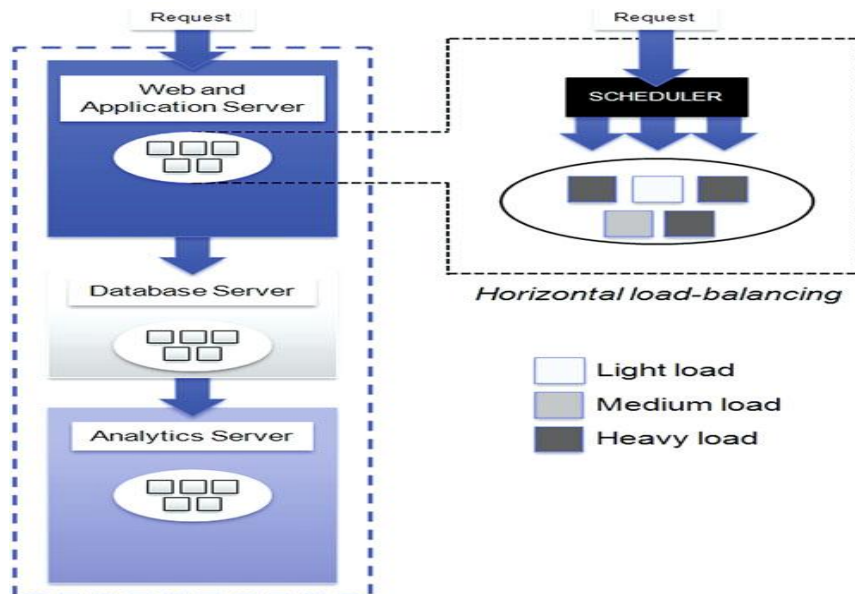 Request
Web and
Application Server
Database Server
Analytics Server
Request
SCHEDULER
Horizontal load-balancing
Light load
Medium load
Heavy load